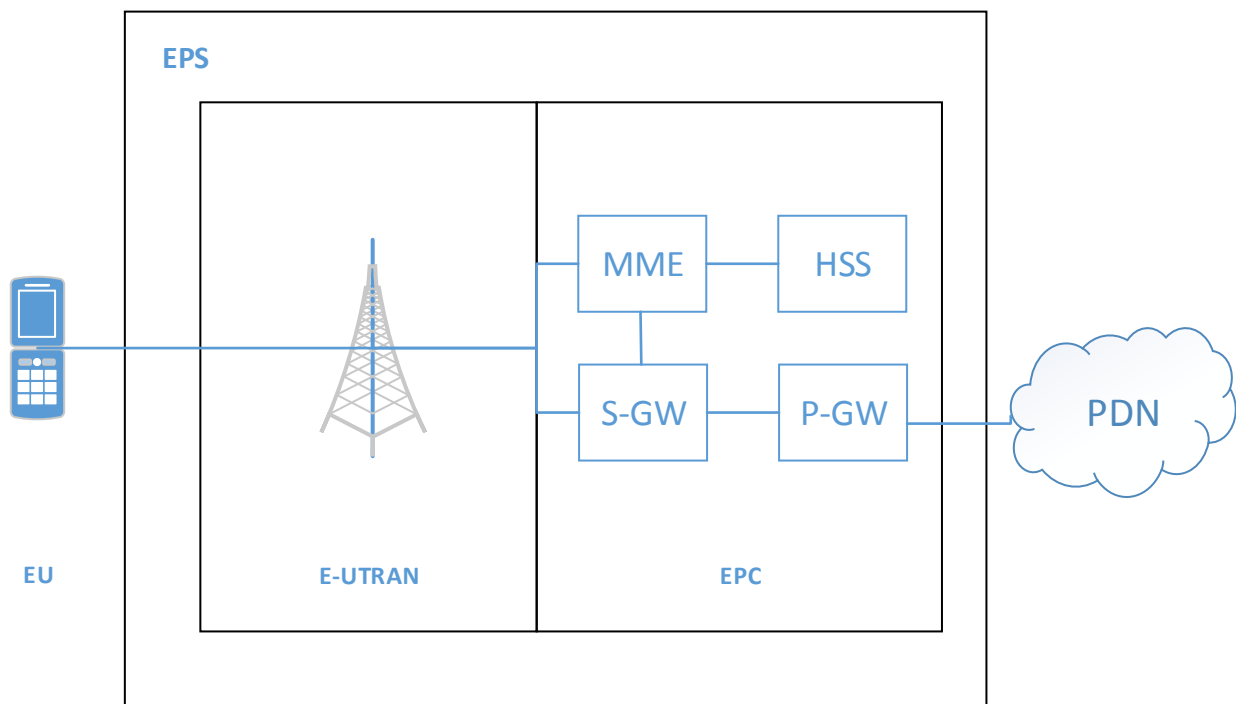 EPS
MME
HSS
S-GW
P-GW
PDN
EU
E-UTRAN
EPC